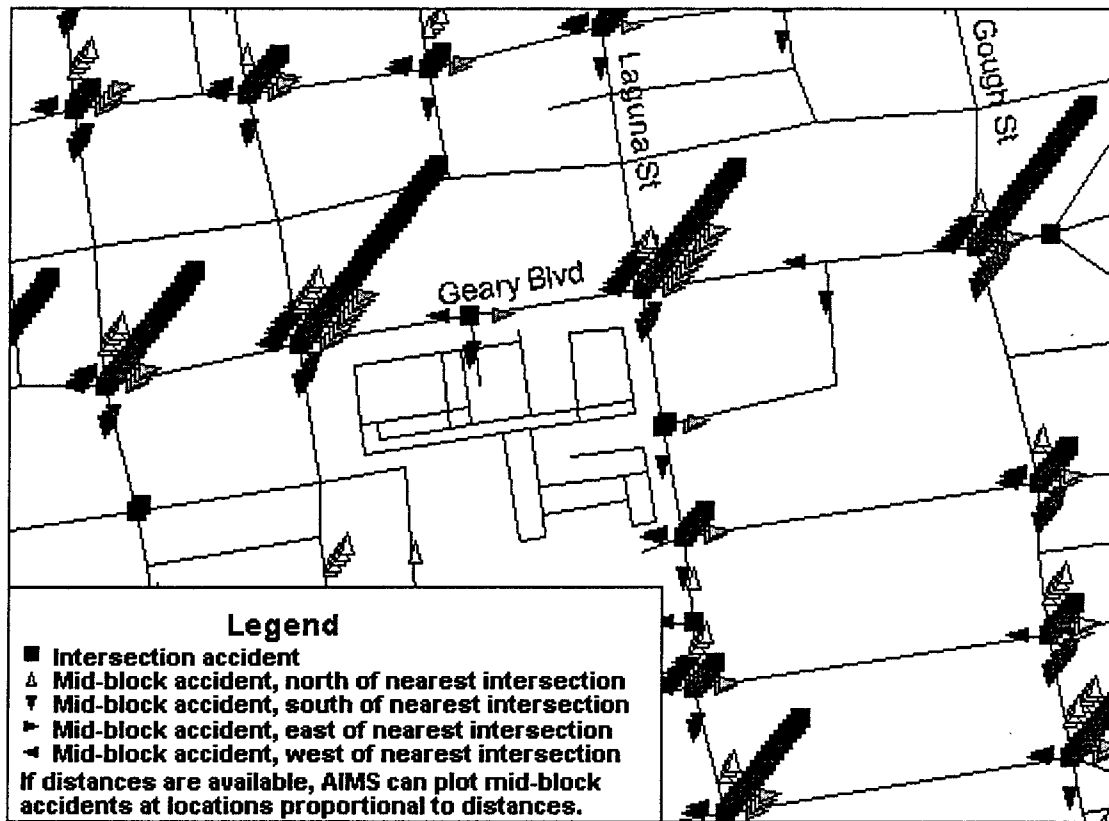 Laguna St
Gough St
Geary Blvd
Legend
Intersection accident
Mid-block accident, north of nearest intersection
Mid-block accident, south of nearest intersection
Mid-block accident, east of nearest intersection
Mid-block accident, west of nearest intersection
If distances are available, AIMS can plot mid-block
accidents at locations proportional to distances.